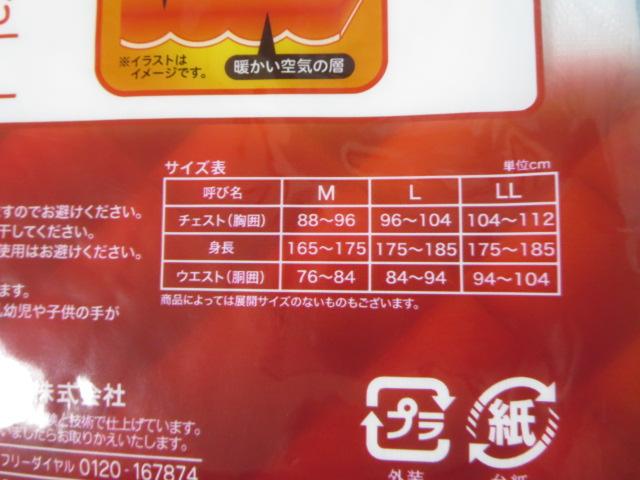 ※イラストは
イメージです。
暖かい空気の層
サイズ表 単位cm
呼び名 M L LL
チェスト(胸囲) 88〜96 96〜104 104〜112
身長 165〜175 175〜185 175〜185
ウエスト(胴囲) 76〜84 84〜94 94〜104
商品によっては展開サイズのないものもございます。
すのでお避けください。
干してください。
使用はお避けください。
ます。
幼児や子供の手が
株式会社
と技術で仕上げています。
いましたらお取りかえいたします。
フリーダイヤル 0120-167874
プラ 紙
外装 台紙